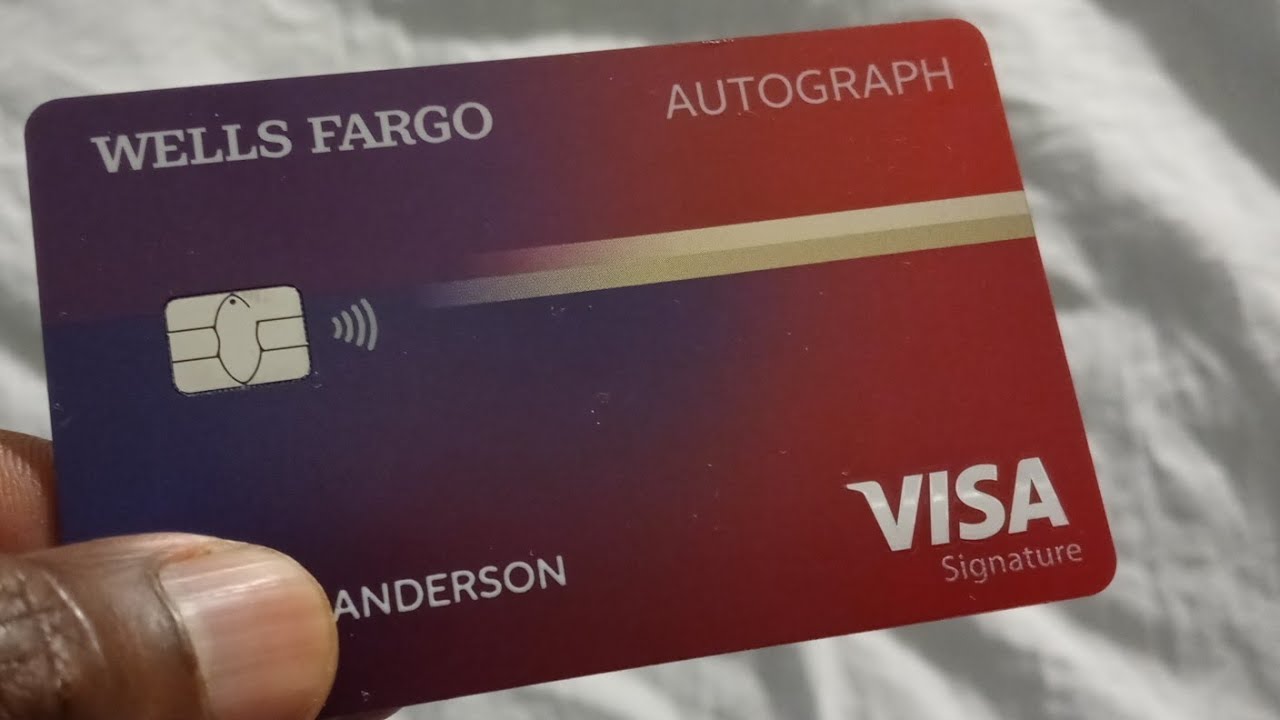 WELLS FARGO
AUTOGRAPH
ANDERSON
VISA
Signature